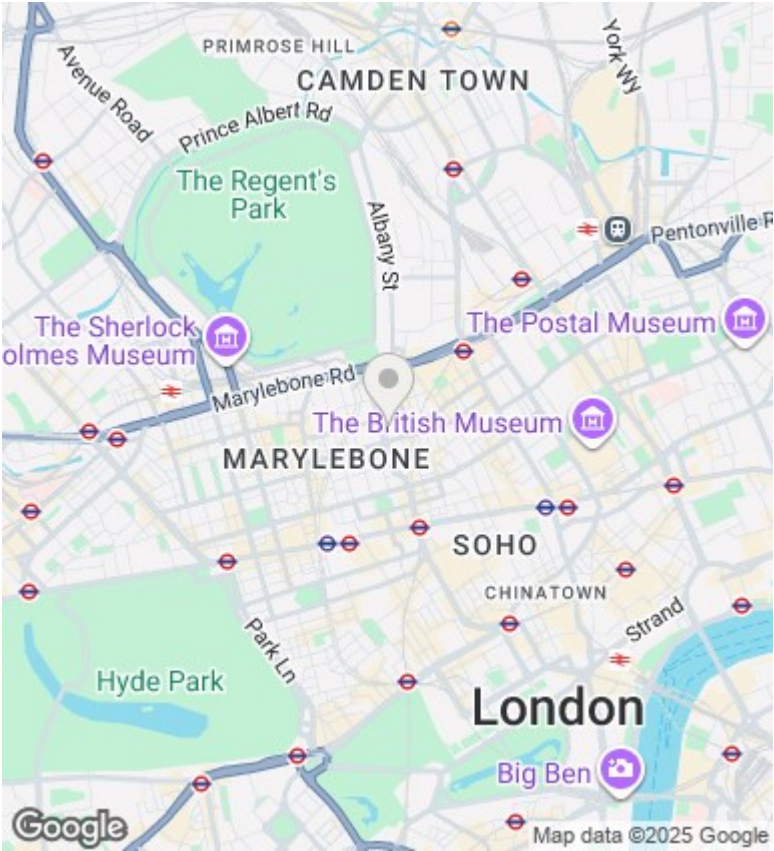 PRIMROSE HILL
York Wy
Avenue Road
CAMDEN TOWN
Prince Albert Rd
The Regent's
Park
Albany St
Pentonville R
The Sherlock
olmes Museum
The Postal Museum
Marylebone Rd
The British Museum
MARYLEBONE
SOHO
CHINATOWN
Strand
Park Ln
Hyde Park
London
Big Ben
Google
Map data ©2025 Google